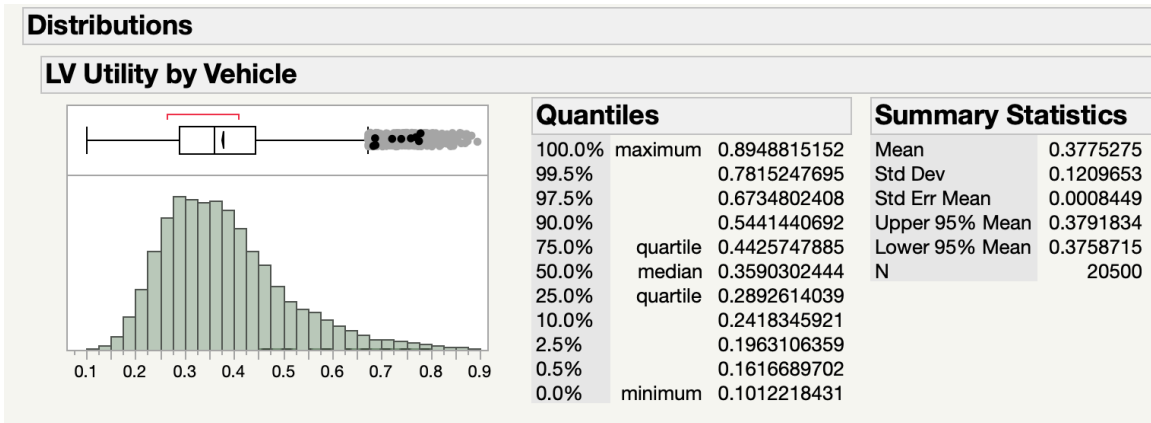 Distributions
LV Utility by Vehicle
0.1 0.2 0.3 0.4 0.5 0.6 0.7 0.8 0.9
Quantiles
100.0% maximum 0.8948815152
99.5% 0.7815247695
97.5% 0.6734802408
90.0% 0.5441440692
75.0% quartile 0.4425747885
50.0% median 0.3590302444
25.0% quartile 0.2892614039
10.0% 0.2418345921
2.5% 0.1963106359
0.5% 0.1616689702
0.0% minimum 0.1012218431
Summary Statistics
Mean 0.3775275
Std Dev 0.1209653
Std Err Mean 0.0008449
Upper 95% Mean 0.3791834
Lower 95% Mean 0.3758715
N 20500